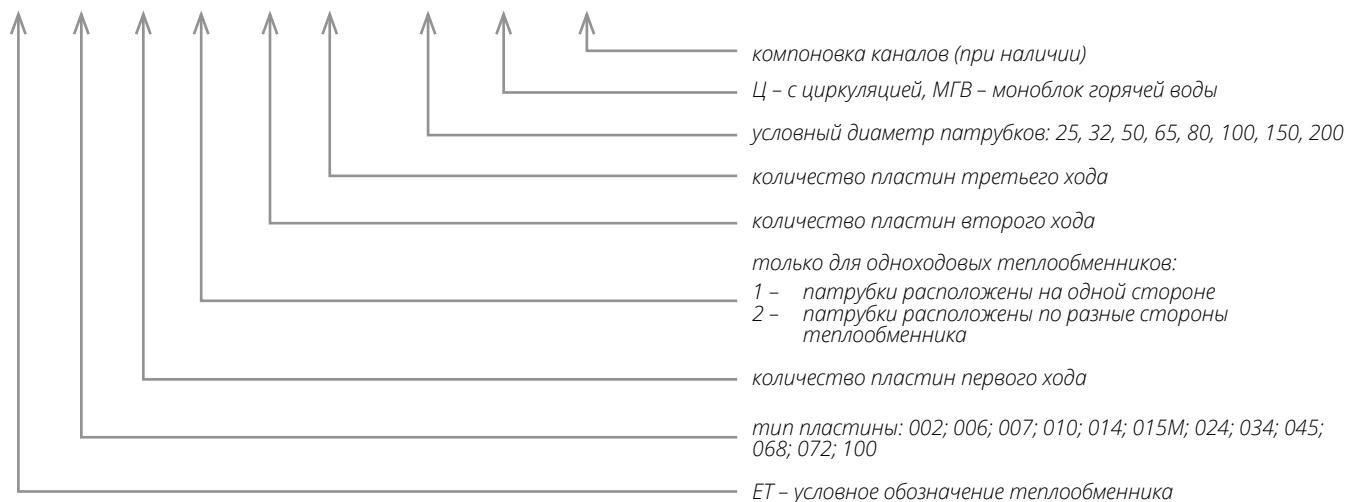 компоновка каналов (при наличии)
Ц – с циркуляцией, МГВ – моноблок горячей воды
условный диаметр патрубков: 25, 32, 50, 65, 80, 100, 150, 200
количество пластин третьего хода
количество пластин второго хода
только для одноходовых теплообменников:
1 – патрубки расположены на одной стороне
2 – патрубки расположены по разные стороны
теплообменника
количество пластин первого хода
тип пластины: 002; 006; 007; 010; 014; 015М; 024; 034; 045;
068; 072; 100
ЕТ – условное обозначение теплообменника